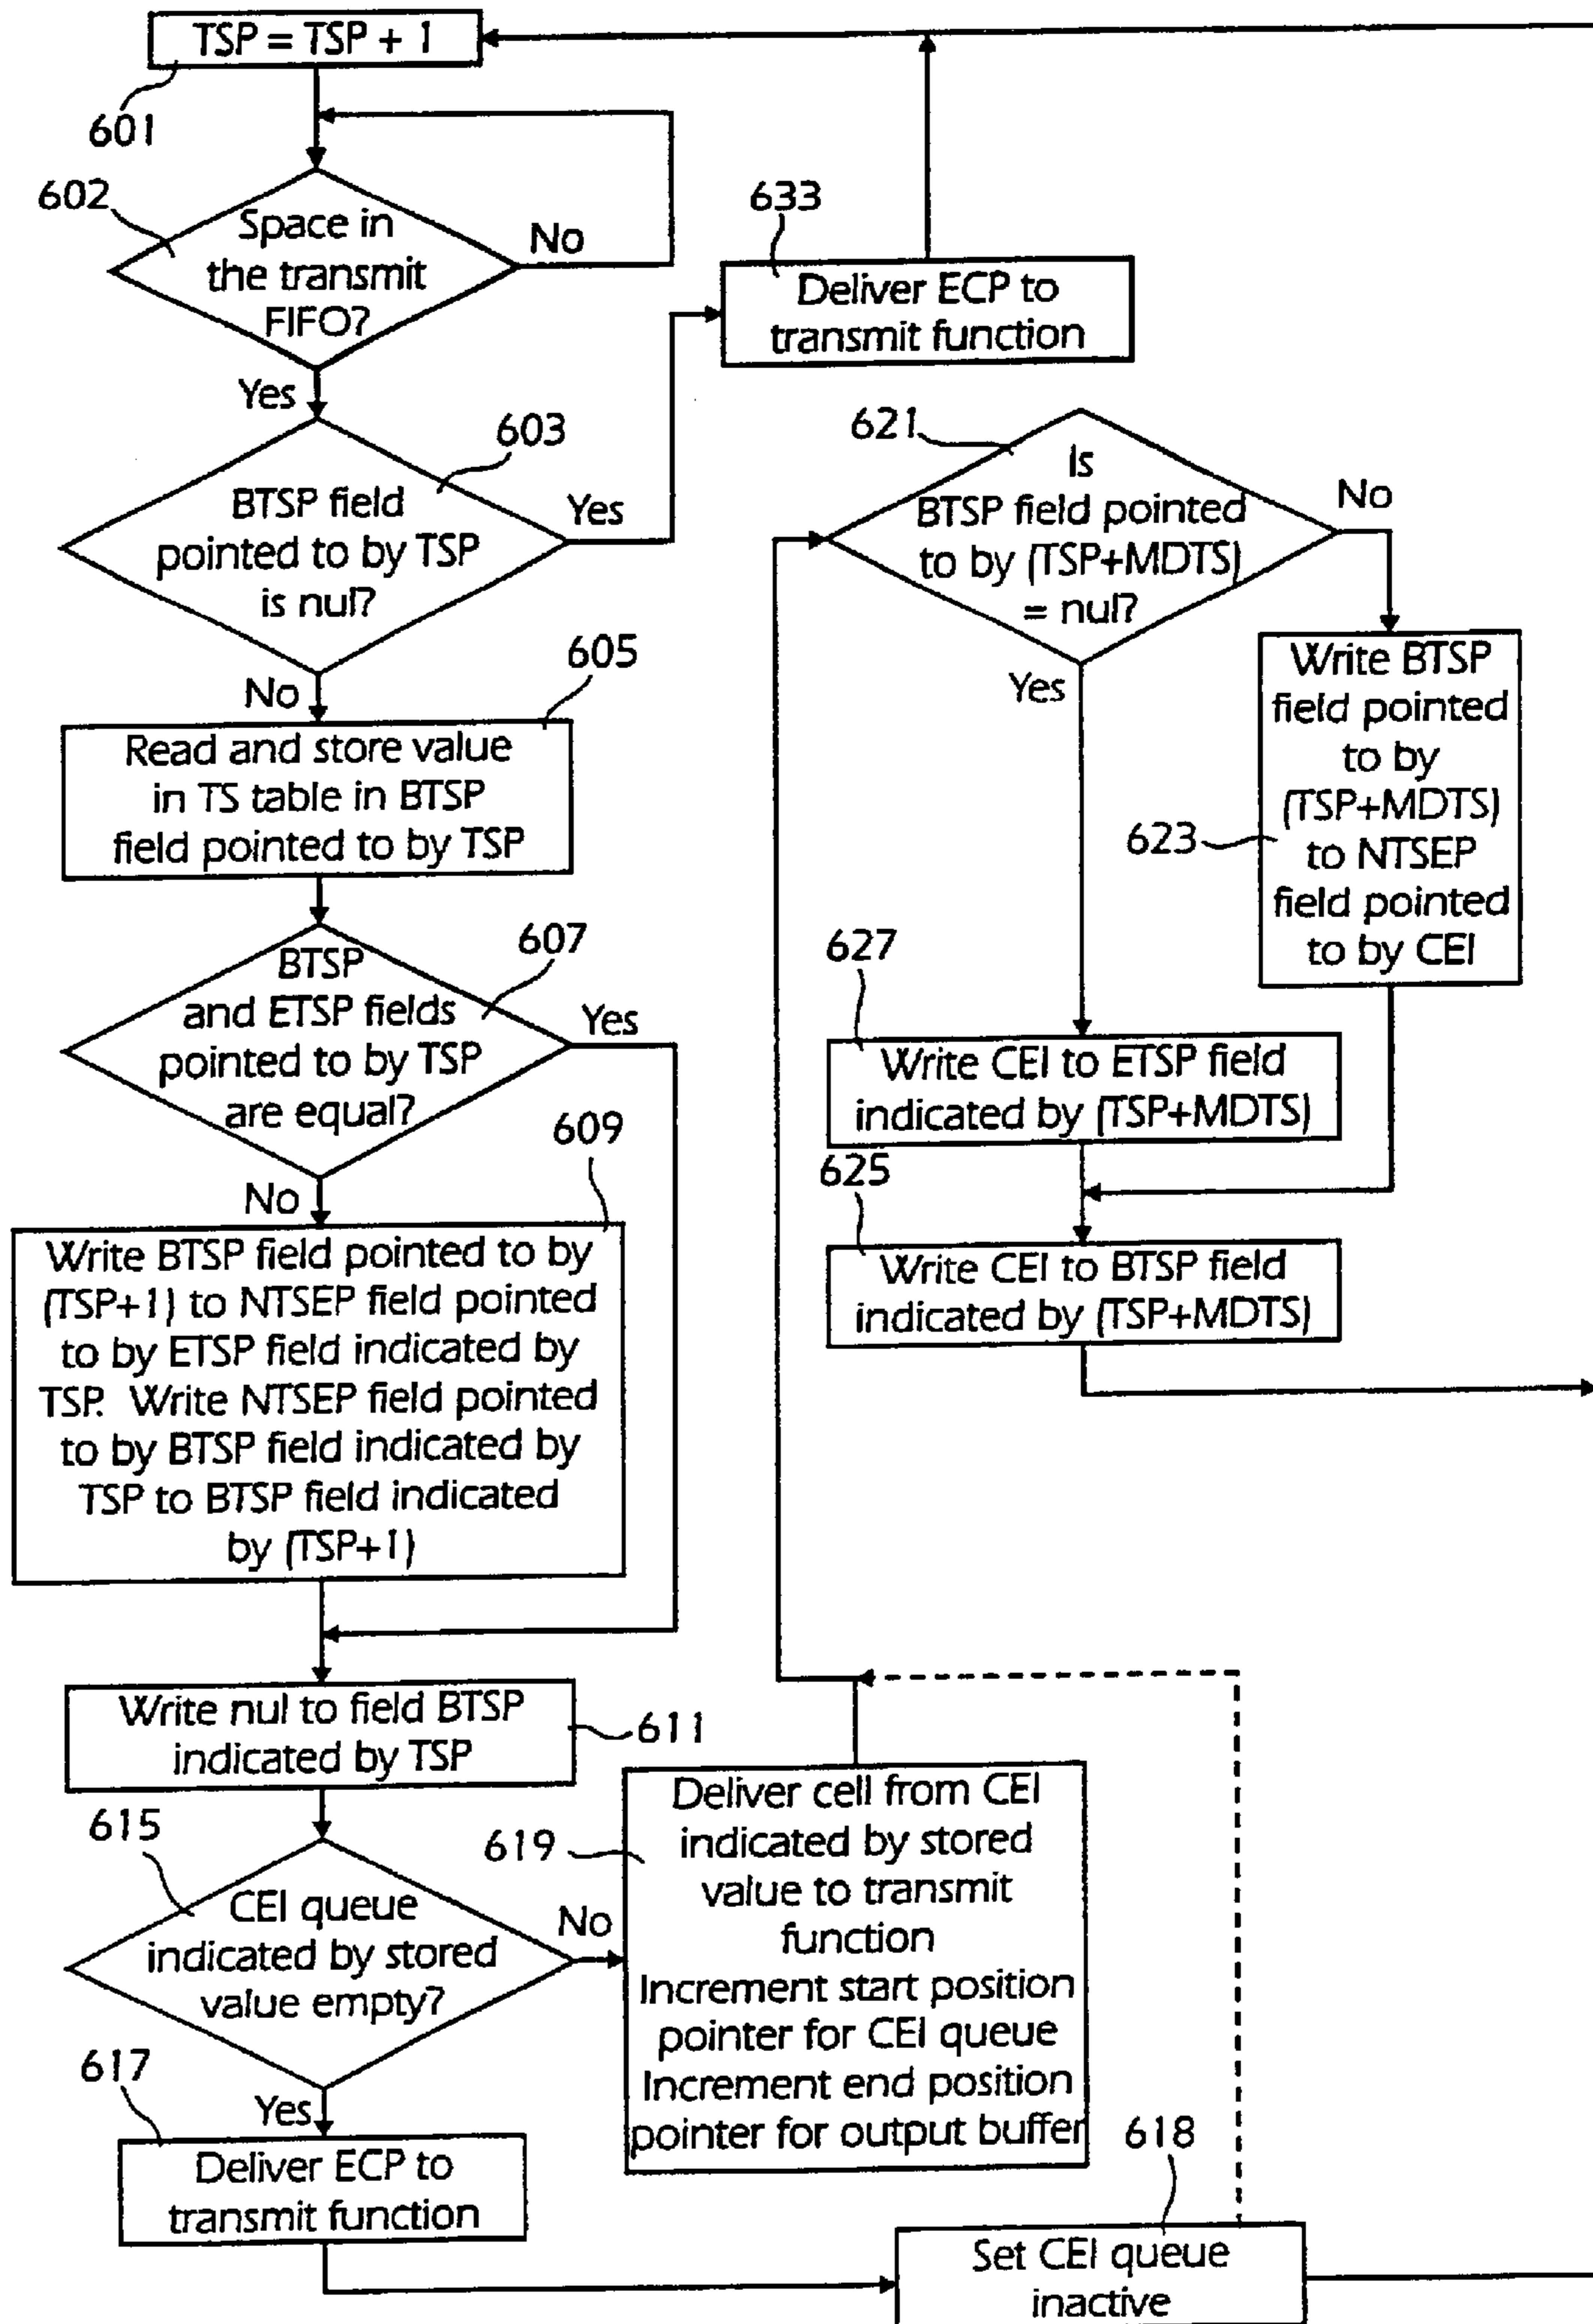 TSP = TSP + 1
601
602
Space in
the transmit
FIFO?
No
Yes
633
Deliver ECP to
transmit function
603
BTSP field
pointed to by TSP
is nul?
Yes
No
605
Read and store value
in TS table in BTSP
field pointed to by TSP
607
BTSP
and ETSP fields
pointed to by TSP
are equal?
Yes
No
609
Write BTSP field pointed to by
(TSP+1) to NTSEP field pointed
to by ETSP field indicated by
TSP. Write NTSEP field pointed
to by BTSP field indicated by
TSP to BTSP field indicated
by (TSP+1)
Write nul to field BTSP
indicated by TSP
611
615
CEI queue
indicated by stored
value empty?
No
Yes
617
Deliver ECP to
transmit function
619
Deliver cell from CEI
indicated by stored
value to transmit
function
Increment start position
pointer for CEI queue
Increment end position
pointer for output buffer
618
Set CEI queue
inactive
621
Is
BTSP field pointed
to by (TSP+MDTS)
= nul?
No
Yes
623
Write BTSP
field pointed
to by
(TSP+MDTS)
to NTSEP
field pointed
to by CEI
627
Write CEI to ETSP field
indicated by (TSP+MDTS)
625
Write CEI to BTSP field
indicated by (TSP+MDTS)